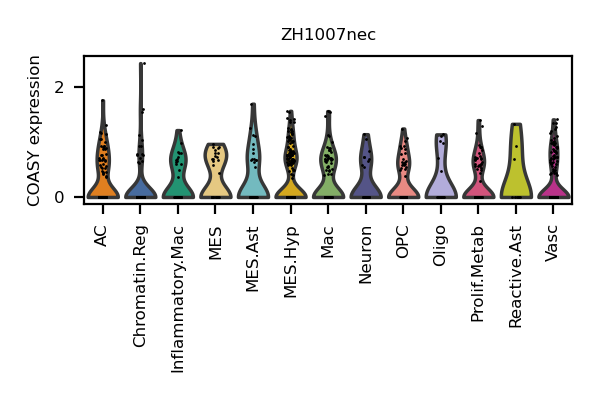 ZH1007nec
COASY expression
2
0
AC
Chromatin.Reg
Inflammatory.Mac
MES
MES.Ast
MES.Hyp
Mac
Neuron
OPC
Oligo
Prolif.Metab
Reactive.Ast
Vasc